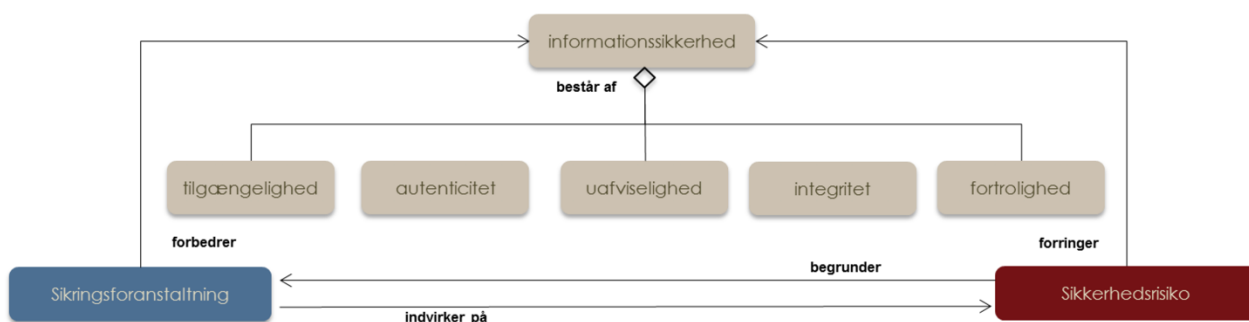 informationssikkerhed
består af
tilgængelighed
autenticitet
uafviselighed
integritet
fortrolighed
forbedrer
forringer
begrunder
Sikringsforanstaltning
Sikkerhedsrisiko
indvirker på